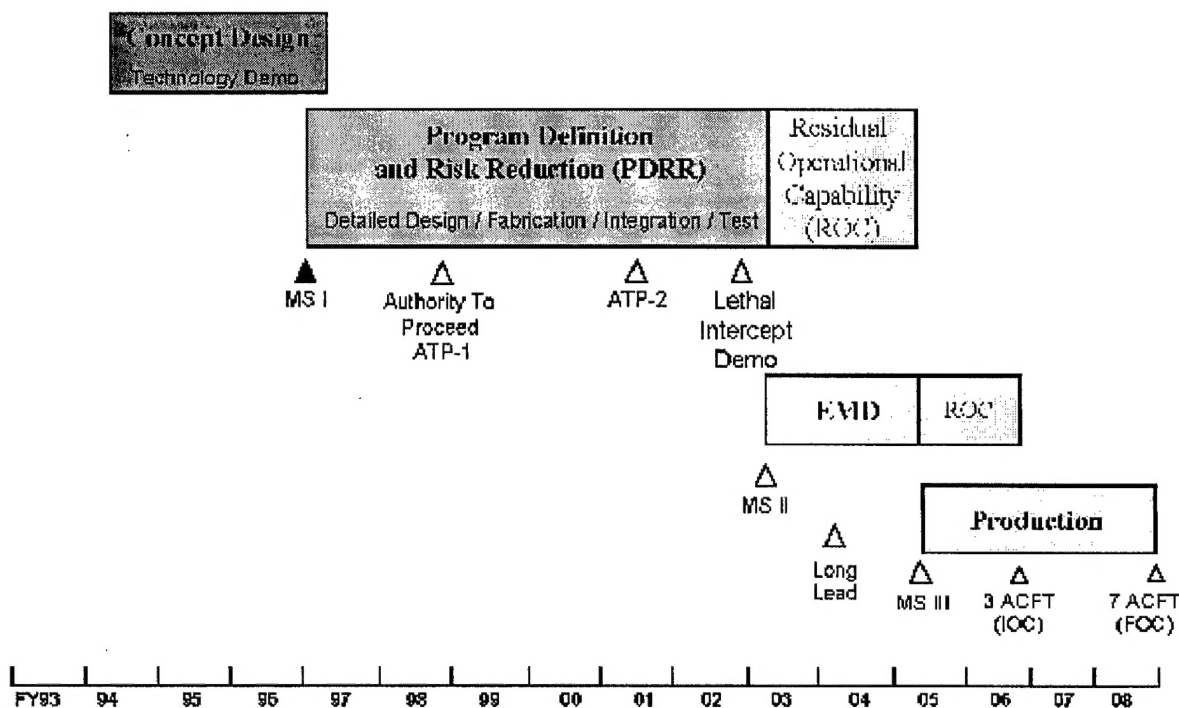 Concept Design
Technology Demo
Program Definition
and Risk Reduction (PDRR)
Detailed Design / Fabrication / Integration / Test
Residual
Operational
Capability
(ROC)
MS I
Authority To
Proceed
ATP-1
ATP-2
Lethal
Intercept
Demo
EMD
ROC
MS II
Production
Long
Lead
MS III
3 ACFT
(IOC)
7 ACFT
(FOC)
FY93 94 95 96 97 98 99 00 01 02 03 04 05 06 07 08